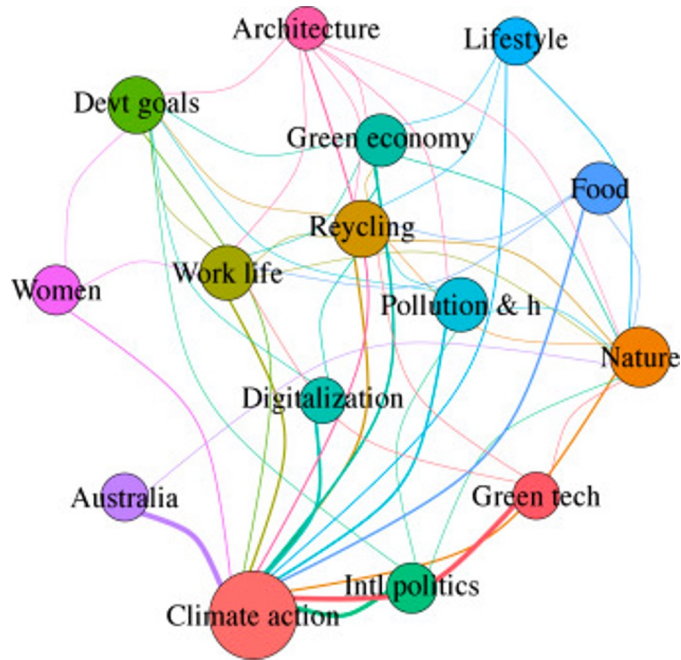 Architecture
Lifestyle
Devt goals
Green economy
Food
Reycling
Work life
Women
Pollution & h
Nature
Digitalization
Australia
Green tech
Intl politics
Climate action